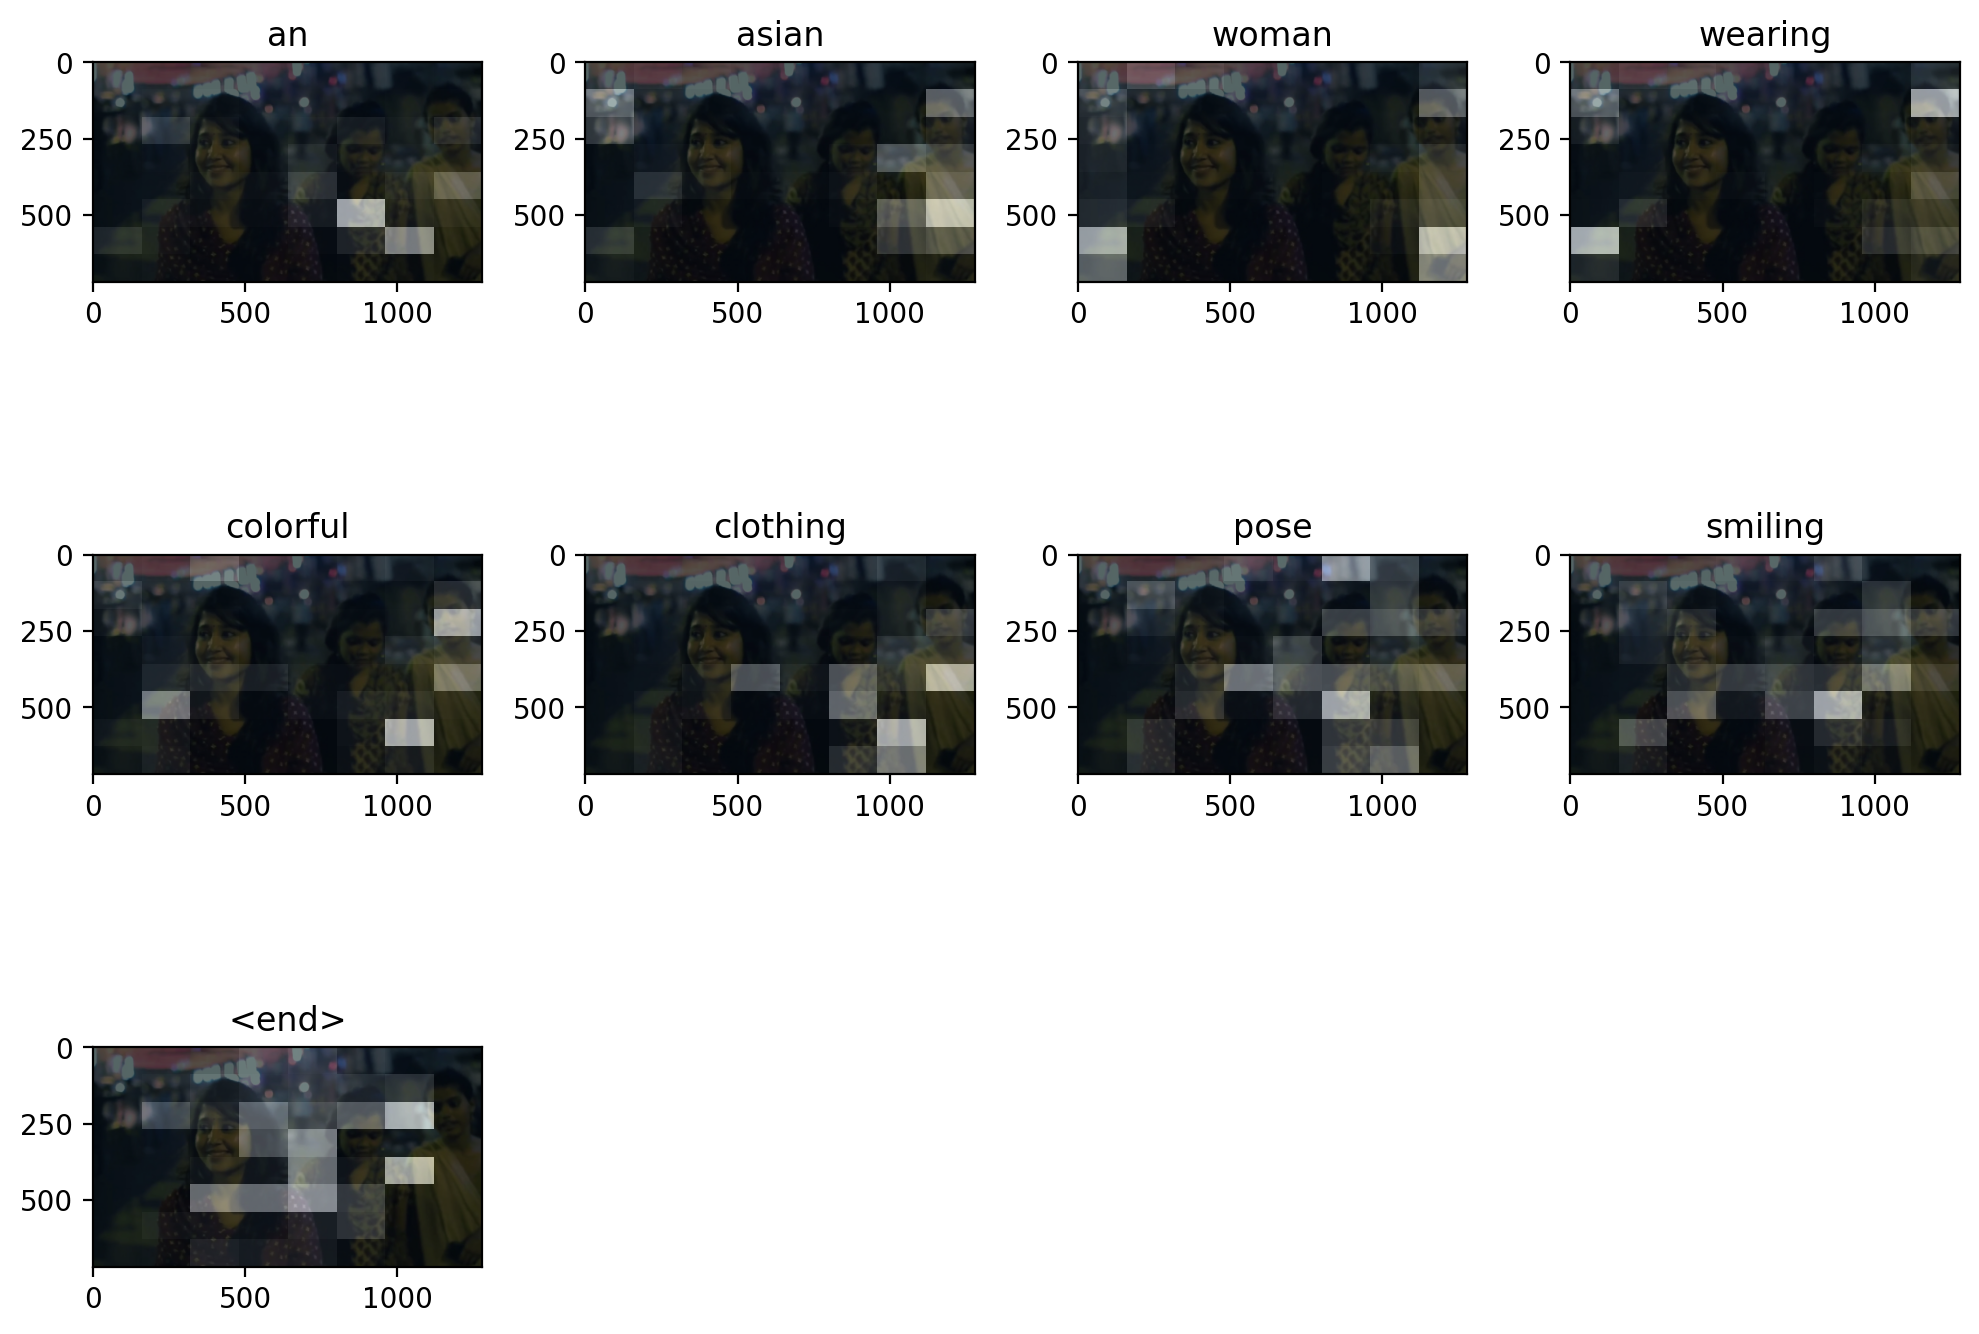 an asian woman wearing
0 0 0 0
250 250 250 250
500 500 500 500
0 500 1000 0 500 1000 0 500 1000 0 500 1000
colorful clothing pose smiling
0 0 0 0
250 250 250 250
500 500 500 500
0 500 1000 0 500 1000 0 500 1000 0 500 1000
<end>
0
250
500
0 500 1000